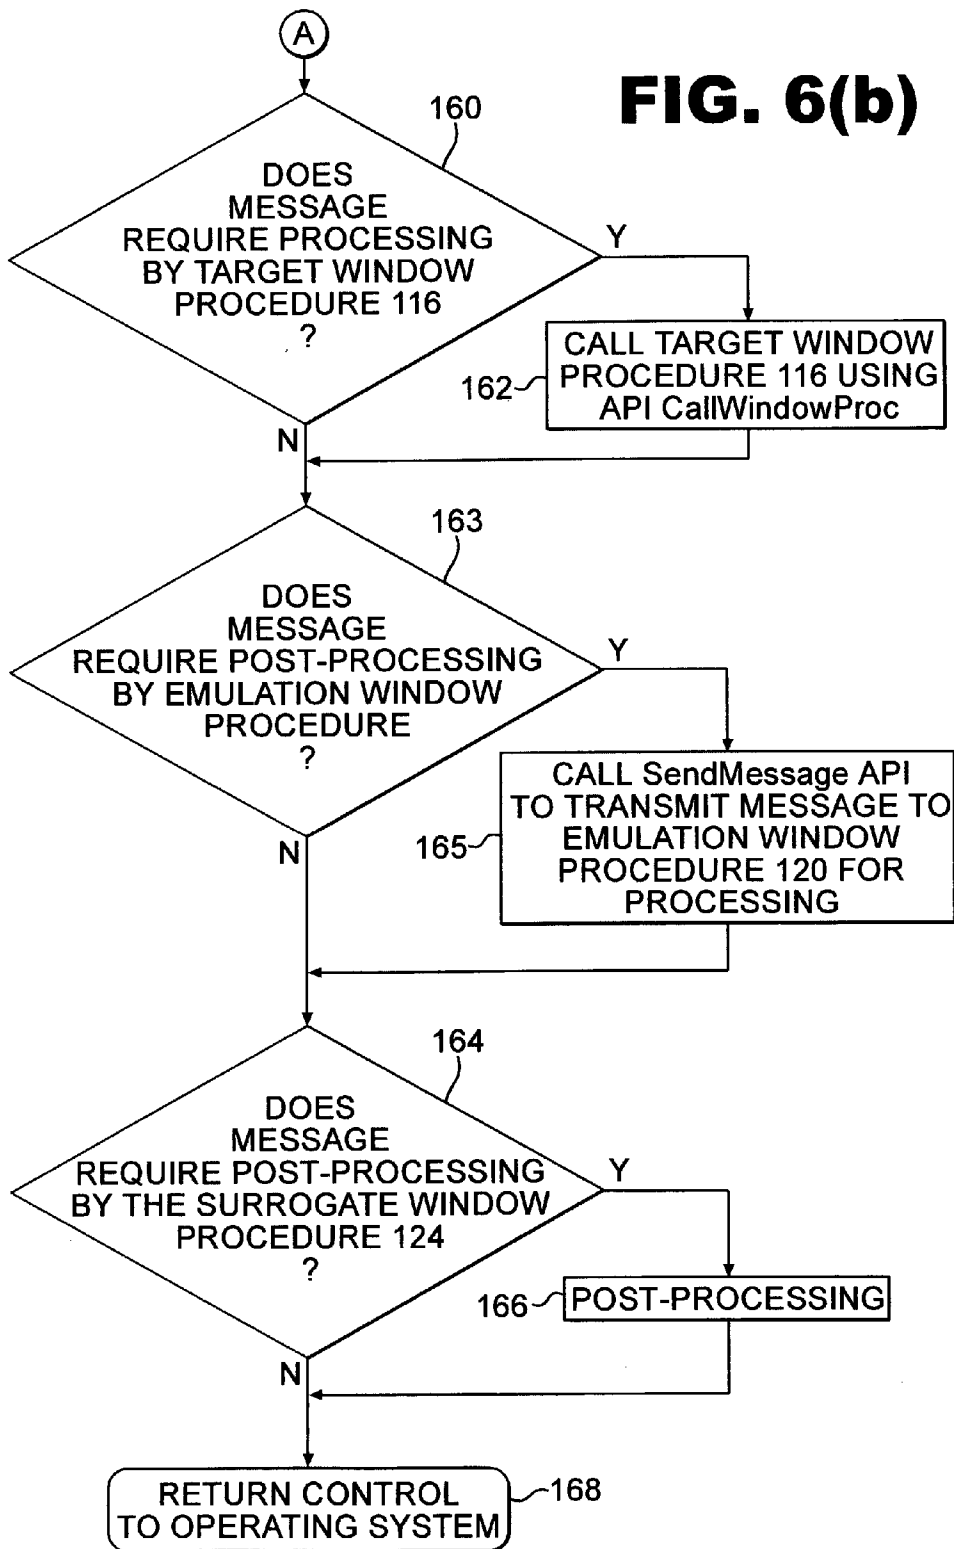 A
FIG. 6(b)
160
DOES
MESSAGE
REQUIRE PROCESSING
BY TARGET WINDOW
PROCEDURE 116
?
Y
CALL TARGET WINDOW
PROCEDURE 116 USING
API CallWindowProc
162
N
163
DOES
MESSAGE
REQUIRE POST-PROCESSING
BY EMULATION WINDOW
PROCEDURE
?
Y
CALL SendMessage API
TO TRANSMIT MESSAGE TO
EMULATION WINDOW
PROCEDURE 120 FOR
PROCESSING
165
N
164
DOES
MESSAGE
REQUIRE POST-PROCESSING
BY THE SURROGATE WINDOW
PROCEDURE 124
?
Y
166
POST-PROCESSING
N
RETURN CONTROL
TO OPERATING SYSTEM
168